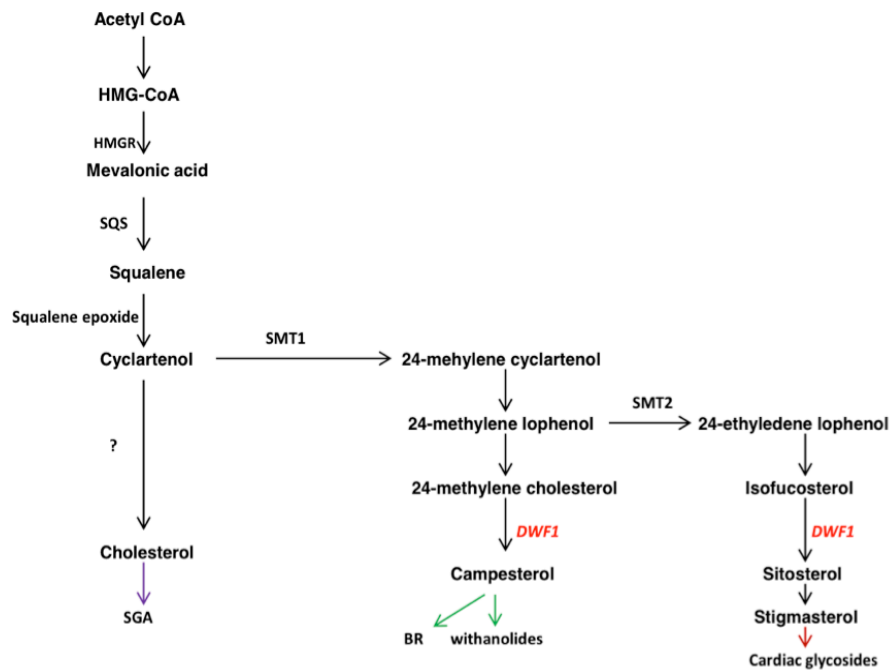 Acetyl CoA
HMG-CoA
HMGR
Mevalonic acid
SQS
Squalene
Squalene epoxide
SMT1
Cyclartenol
24-mehylene cyclartenol
SMT2
24-methylene lophenol
24-ethyledene lophenol
?
24-methylene cholesterol
Isofucosterol
DWF1
DWF1
Cholesterol
Campesterol
Sitosterol
SGA
Stigmasterol
BR
withanolides
Cardiac glycosides